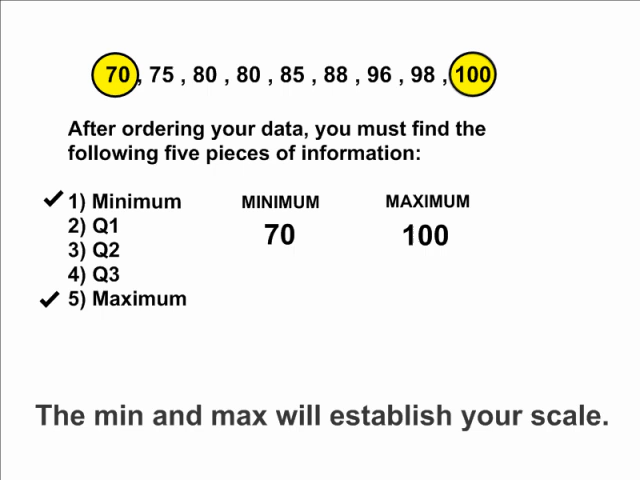 70 , 75 , 80 , 80 , 85 , 88 , 96 , 98 , 100
After ordering your data, you must find the
following five pieces of information:
1) Minimum
2) Q1
3) Q2
4) Q3
5) Maximum
MINIMUM
70
MAXIMUM
100
The min and max will establish your scale.